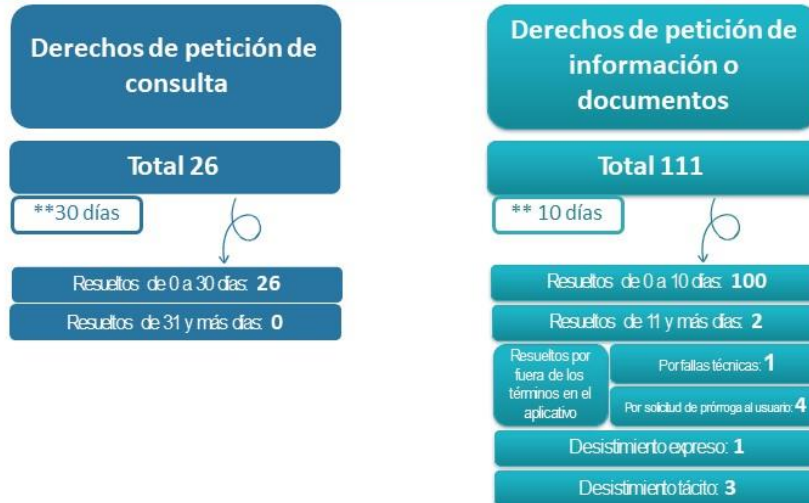 Derechos de petición de
consulta
Total 26
**30 días
Resueltos de 0 a 30 días: 26
Resueltos de 31 y más días: 0
Derechos de petición de
información o
documentos
Total 111
** 10 días
Resueltos de 0 a 10 días: 100
Resueltos de 11 y más días: 2
Resueltos por
fuera de los
términos en el
aplicativo
Por fallas técnicas: 1
Por solicitud de prórroga al usuario: 4
Desistimiento expreso: 1
Desistimiento tácito: 3